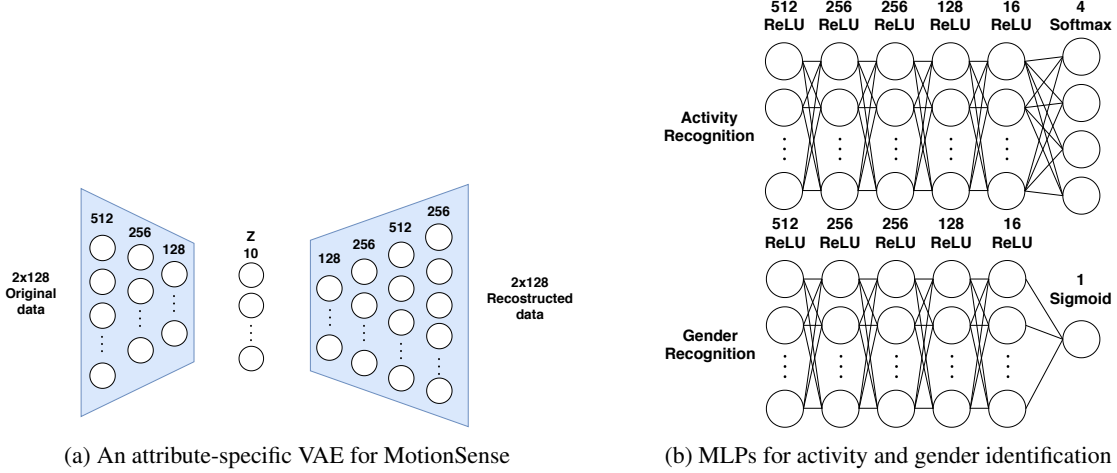 512
256
128
Z
10
128
256
512
256
2x128
Original
data
2x128
Recostructed
data
(a) An attribute-specific VAE for MotionSense
512 256 256 128 16 4
ReLU ReLU ReLU ReLU ReLU Softmax
Activity
Recognition
512 256 256 128 16
ReLU ReLU ReLU ReLU ReLU
1
Sigmoid
Gender
Recognition
(b) MLPs for activity and gender identification